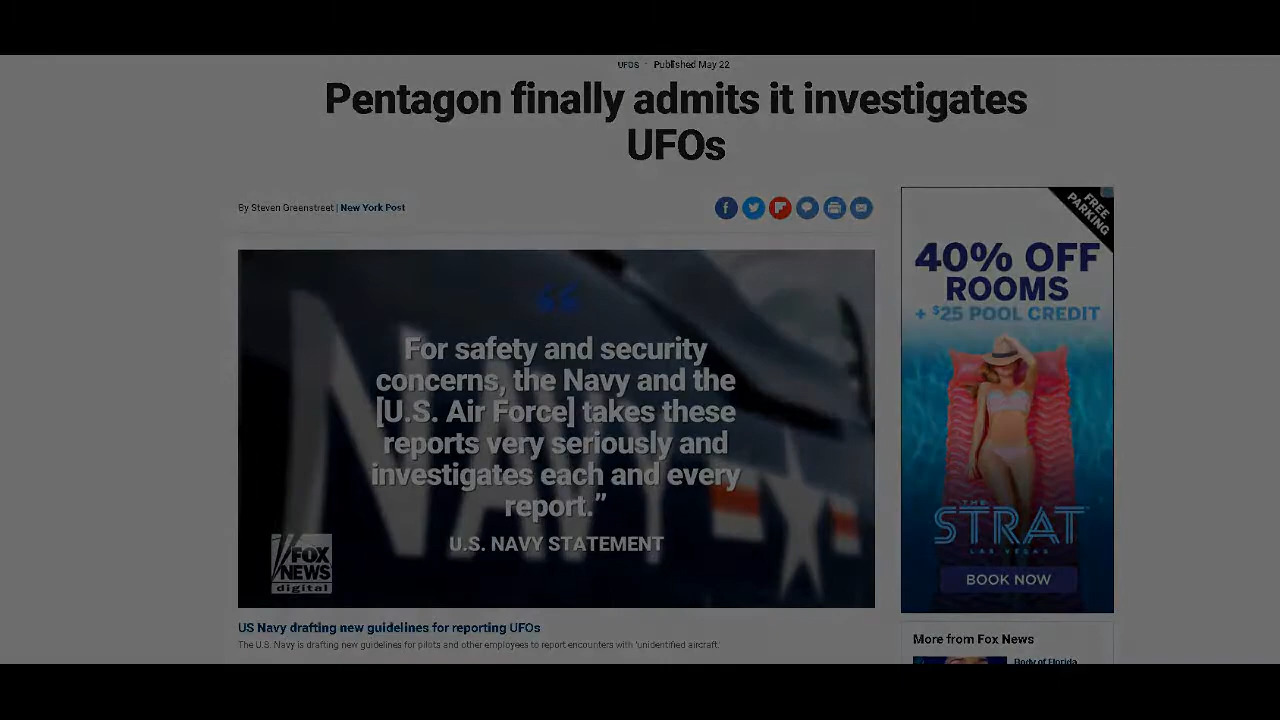 UFOS - Published May 22
Pentagon finally admits it investigates
UFOs
By Steven Greenstreet | New York Post
FREE
PARKING
40% OFF
ROOMS
+ $25 POOL CREDIT
“
For safety and security
concerns, the Navy and the
[U.S. Air Force] takes these
reports very seriously and
investigates each and every
report.”
U.S. NAVY STATEMENT
NAVY
FOX
NEWS
digital
THE
STRAT
LAS VEGAS
BOOK NOW
US Navy drafting new guidelines for reporting UFOs
The U.S. Navy is drafting new guidelines for pilots and other employees to report encounters with 'unidentified aircraft.'
More from Fox News
Body of Florida